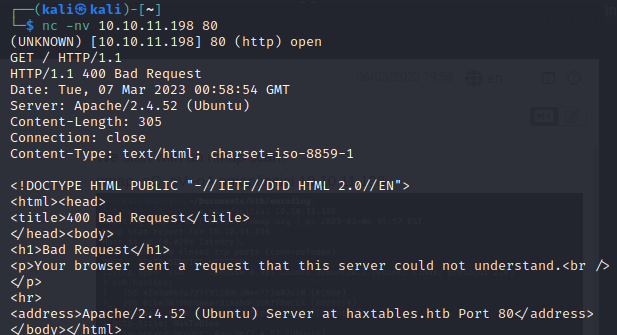 ┌──(kali㉿kali)-[~]
└─$ nc -nv 10.10.11.198 80
(UNKNOWN) [10.10.11.198] 80 (http) open
GET / HTTP/1.1
HTTP/1.1 400 Bad Request
Date: Tue, 07 Mar 2023 00:58:54 GMT
Server: Apache/2.4.52 (Ubuntu)
Content-Length: 305
Connection: close
Content-Type: text/html; charset=iso-8859-1

<!DOCTYPE HTML PUBLIC "-//IETF//DTD HTML 2.0//EN">
<html><head>
<title>400 Bad Request</title>
</head><body>
<h1>Bad Request</h1>
<p>Your browser sent a request that this server could not understand.<br />
</p>
<hr>
<address>Apache/2.4.52 (Ubuntu) Server at haxtables.htb Port 80</address>
</body></html>